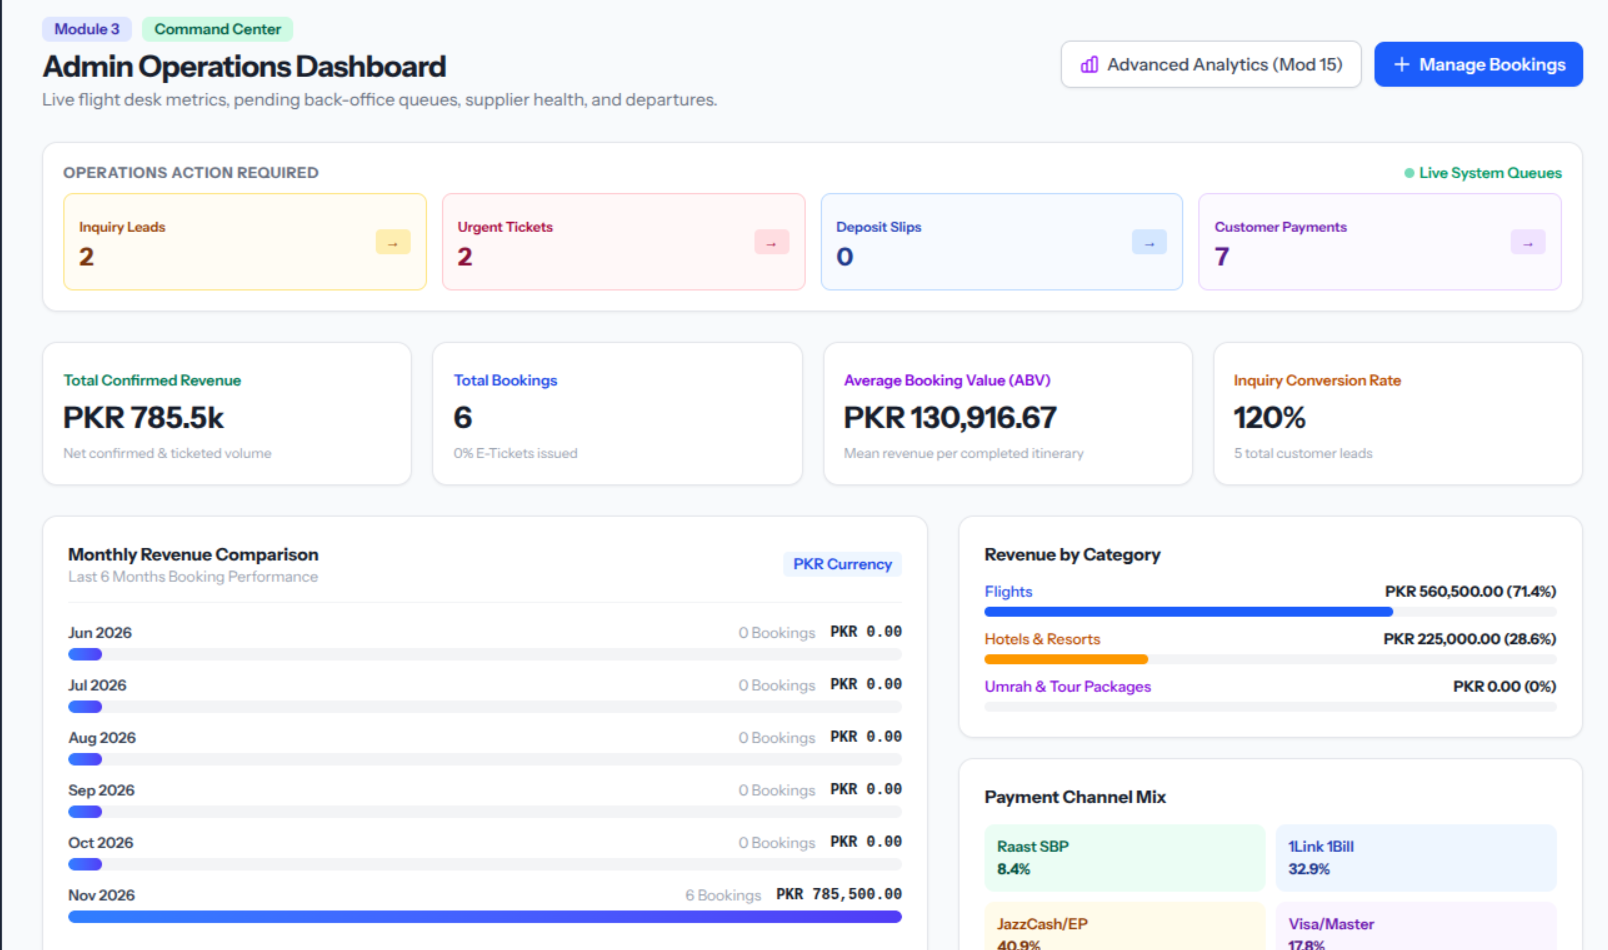 Module 3 Command Center
Admin Operations Dashboard
Live flight desk metrics, pending back-office queues, supplier health, and departures.
Advanced Analytics (Mod 15)
+ Manage Bookings
OPERATIONS ACTION REQUIRED
Live System Queues
Inquiry Leads
2
→
Urgent Tickets
2
→
Deposit Slips
0
→
Customer Payments
7
→
Total Confirmed Revenue
PKR 785.5k
Net confirmed & ticketed volume
Total Bookings
6
0% E-Tickets issued
Average Booking Value (ABV)
PKR 130,916.67
Mean revenue per completed itinerary
Inquiry Conversion Rate
120%
5 total customer leads
Monthly Revenue Comparison
Last 6 Months Booking Performance
PKR Currency
Jun 2026 0 Bookings PKR 0.00
Jul 2026 0 Bookings PKR 0.00
Aug 2026 0 Bookings PKR 0.00
Sep 2026 0 Bookings PKR 0.00
Oct 2026 0 Bookings PKR 0.00
Nov 2026 6 Bookings PKR 785,500.00
Revenue by Category
Flights PKR 560,500.00 (71.4%)
Hotels & Resorts PKR 225,000.00 (28.6%)
Umrah & Tour Packages PKR 0.00 (0%)
Payment Channel Mix
Raast SBP
8.4%
1Link 1Bill
32.9%
JazzCash/EP
40.9%
Visa/Master
17.8%